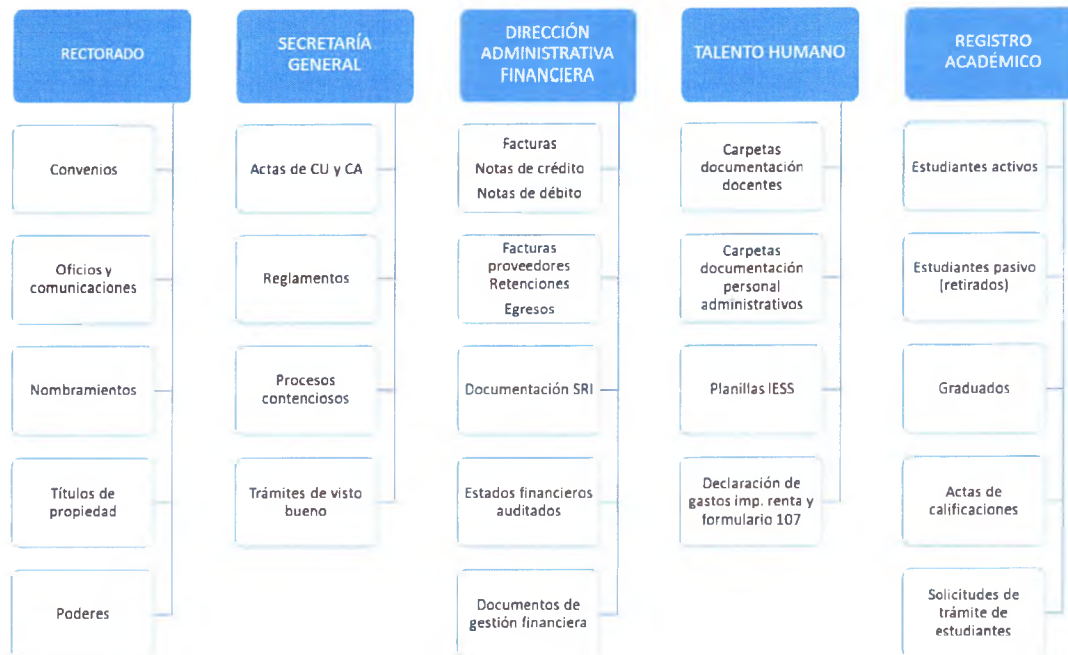 RECTORADO
Convenios
Oficios y
comunicaciones
Nombramientos
Títulos de
propiedad
Poderes
SECRETARÍA
GENERAL
Actas de CU y CA
Reglamentos
Procesos
contenciosos
Trámites de visto
bueno
DIRECCIÓN
ADMINISTRATIVA
FINANCIERA
Facturas
Notas de crédito
Notas de débito
Facturas
proveedores
Retenciones
Egresos
Documentación SRI
Estados financieros
auditados
Documentos de
gestión financiera
TALENTO HUMANO
Carpetas
documentación
docentes
Carpetas
documentación
personal
administrativos
Planillas IESS
Declaración de
gastos imp. renta y
formulario 107
REGISTRO
ACADÉMICO
Estudiantes activos
Estudiantes pasivo
(retirados)
Graduados
Actas de
calificaciones
Solicitudes de
trámite de
estudiantes